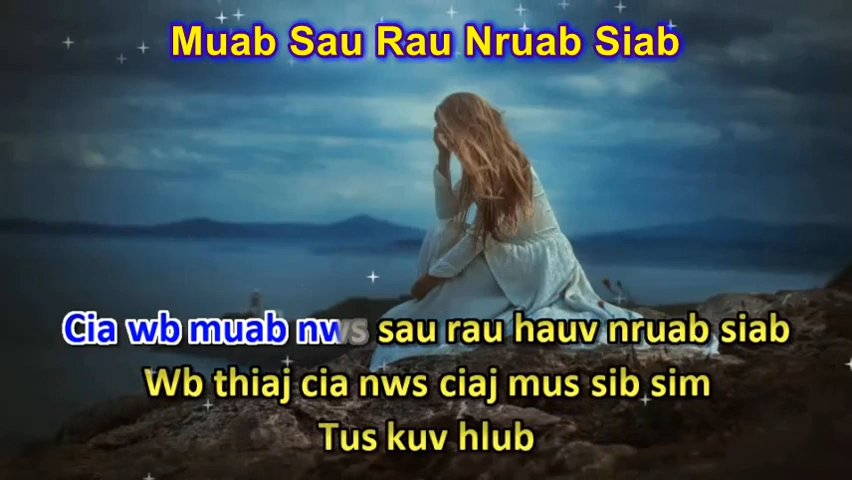 Muab Sau Rau Nruab Siab
Cia wb muab nws sau rau hauv nruab siab
Wb thiaj cia nws ciaj mus sib sim
Tus kuv hlub